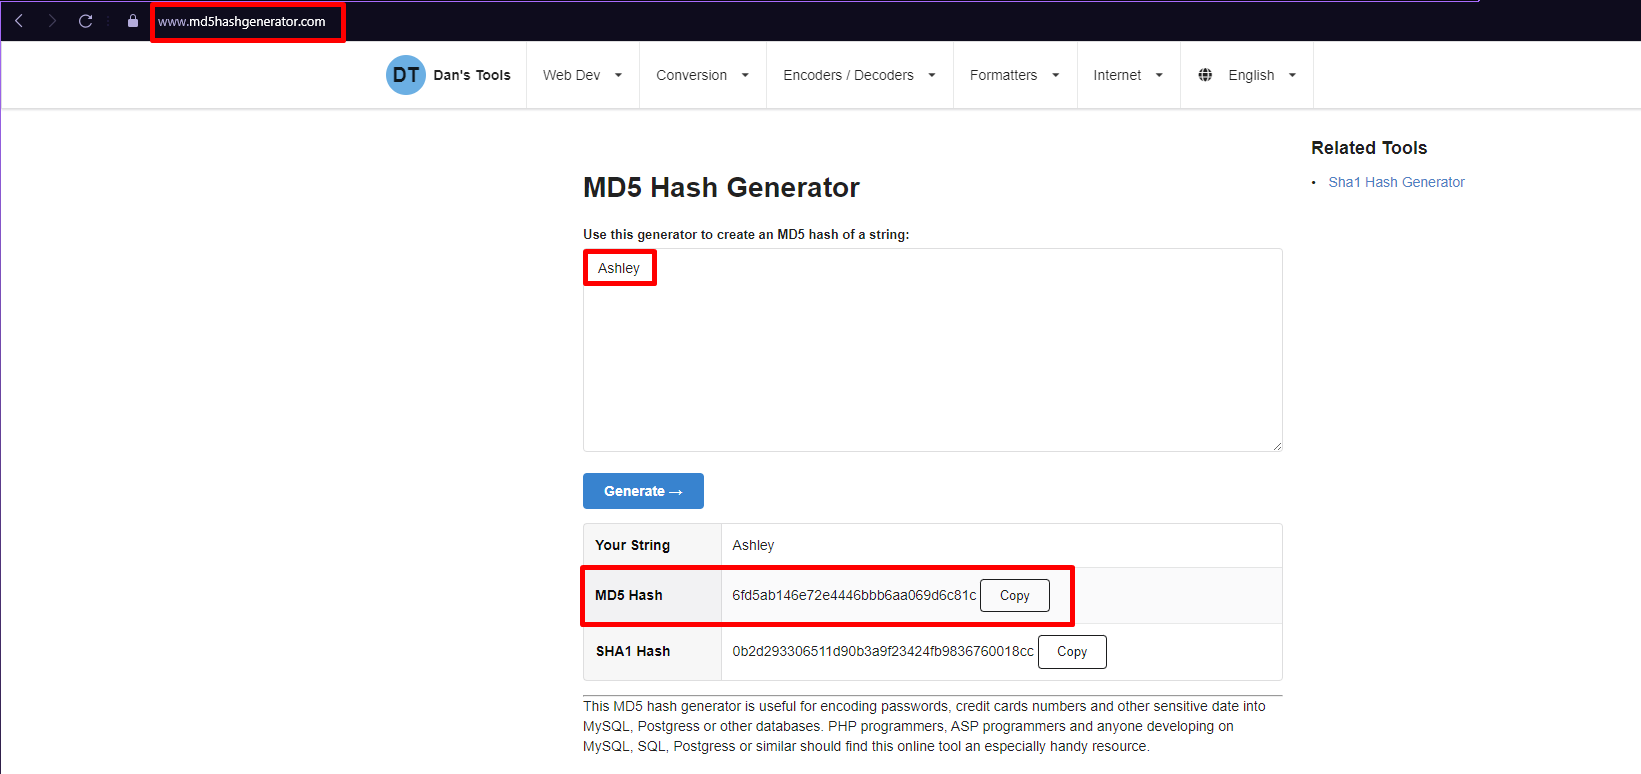 www.md5hashgenerator.com
DT Dan's Tools Web Dev Conversion Encoders / Decoders Formatters Internet English
Related Tools
• Sha1 Hash Generator
MD5 Hash Generator
Use this generator to create an MD5 hash of a string:
Ashley
Generate →
Your String Ashley
MD5 Hash 6fd5ab146e72e4446bbb6aa069d6c81c Copy
SHA1 Hash 0b2d293306511d90b3a9f23424fb9836760018cc Copy
This MD5 hash generator is useful for encoding passwords, credit cards numbers and other sensitive date into
MySQL, Postgress or other databases. PHP programmers, ASP programmers and anyone developing on
MySQL, SQL, Postgress or similar should find this online tool an especially handy resource.